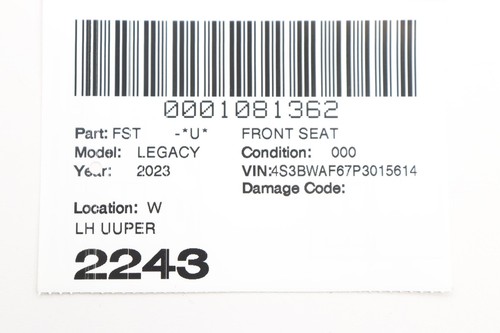 0001081362
Part: FST -*U* FRONT SEAT
Model: LEGACY Condition: 000
Year: 2023 VIN:4S3BWAF67P3015614
Damage Code:
Location: W
LH UUPER
2243